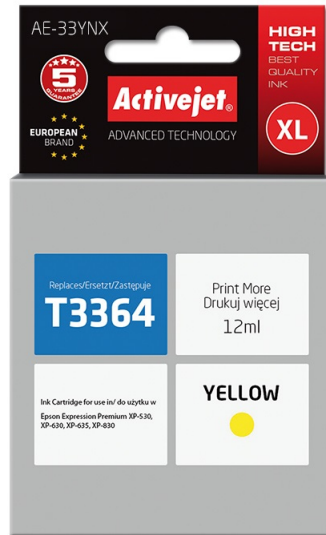 AE-33YNX
HIGH
TECH
BEST
QUALITY
INK
5
YEARS
GUARANTEE
Activejet®
EUROPEAN
BRAND
ADVANCED TECHNOLOGY
XL
Replaces/Ersetzt/Zastępuje
T3364
Print More
Drukuj więcej
12ml
Ink Cartridge for use in/ do użytku w
Epson Expression Premium XP-530,
XP-630, XP-635, XP-830
YELLOW